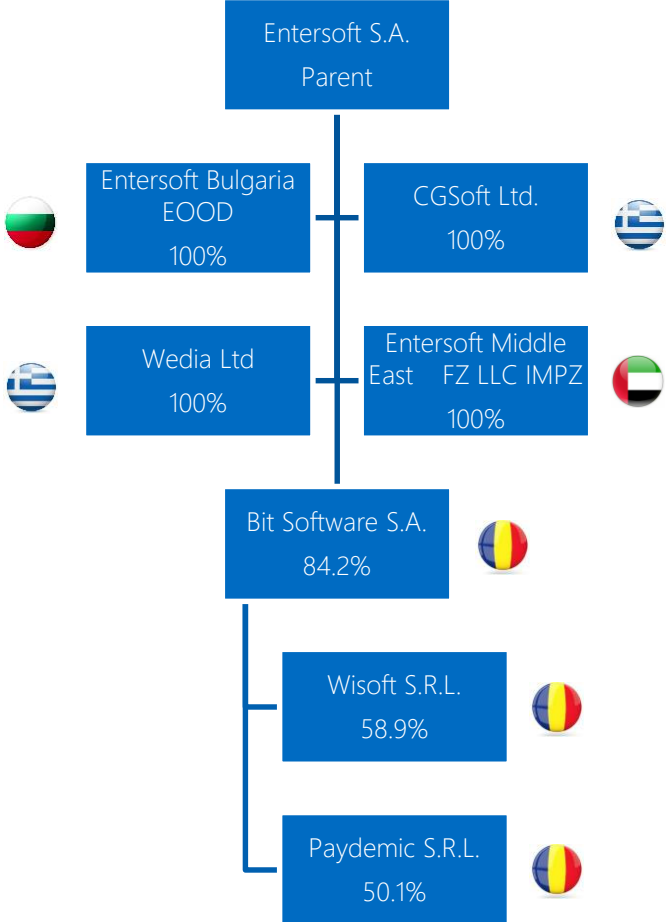 Entersoft S.A.
Parent
Entersoft Bulgaria
EOOD
100%
CGSoft Ltd.
100%
Wedia Ltd
100%
Entersoft Middle
East FZ LLC IMPZ
100%
Bit Software S.A.
84.2%
Wisoft S.R.L.
58.9%
Paydemic S.R.L.
50.1%